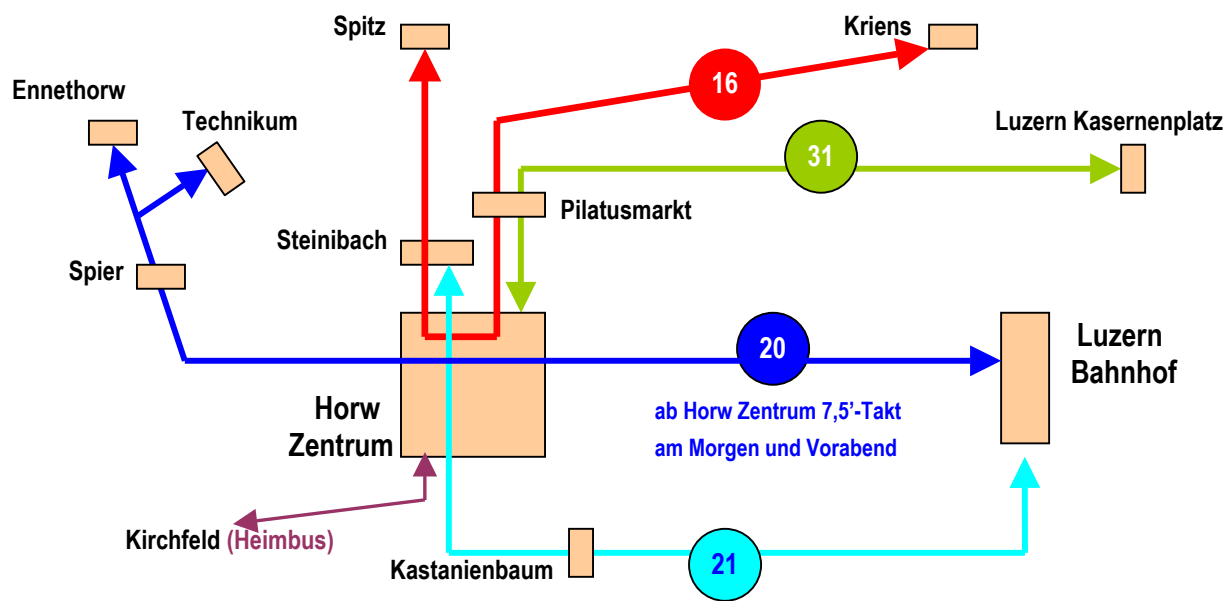 Spitz
Kriens
16
Ennethorw
Technikum
Luzern Kasernenplatz
31
Pilatusmarkt
Steinibach
Spier
20
Luzern
Bahnhof
Horw
Zentrum
ab Horw Zentrum 7,5’-Takt
am Morgen und Vorabend
Kirchfeld (Heimbus)
Kastanienbaum
21